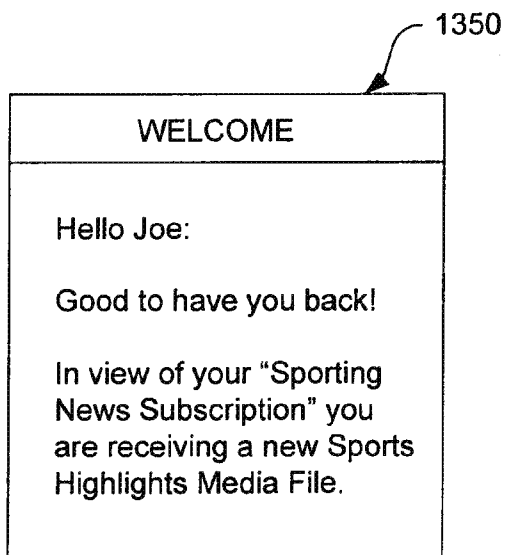 1350
WELCOME
Hello Joe:
Good to have you back!
In view of your “Sporting
News Subscription” you
are receiving a new Sports
Highlights Media File.